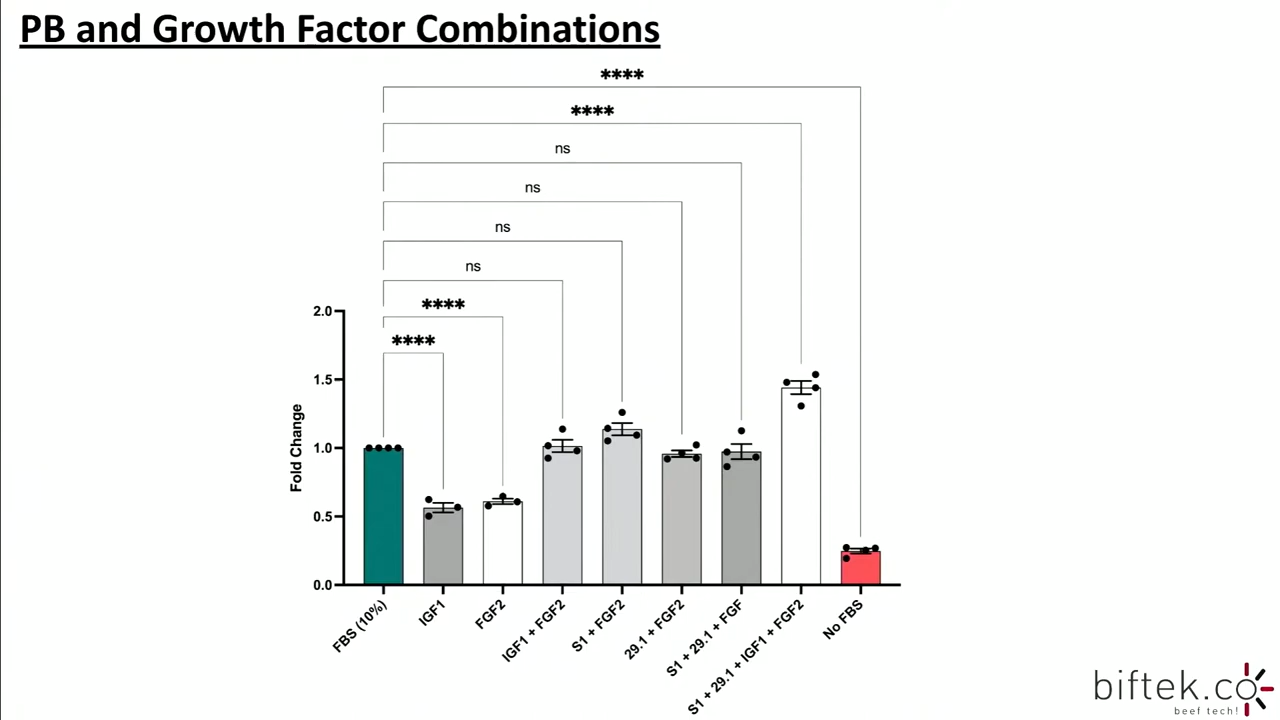 PB and Growth Factor Combinations
****
****
ns
ns
ns
ns
****
****
2.0
1.5
1.0
0.5
0.0
Fold Change
FBS (10%)
IGF1
FGF2
IGF1 + FGF2
S1 + FGF2
29.1 + FGF2
S1 + 29.1 + FGF
S1 + 29.1 + IGF1 + FGF2
No FBS
biftek.co
beef tech!